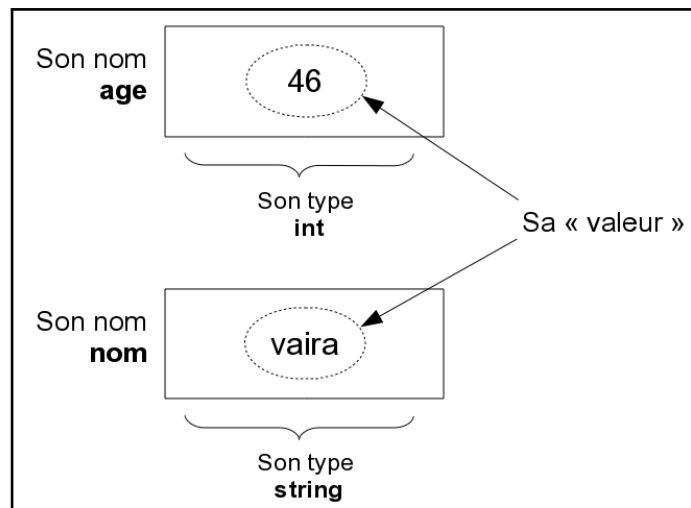 Son nom
age
46
Son type
int
Sa « valeur »
Son nom
nom
vaira
Son type
string